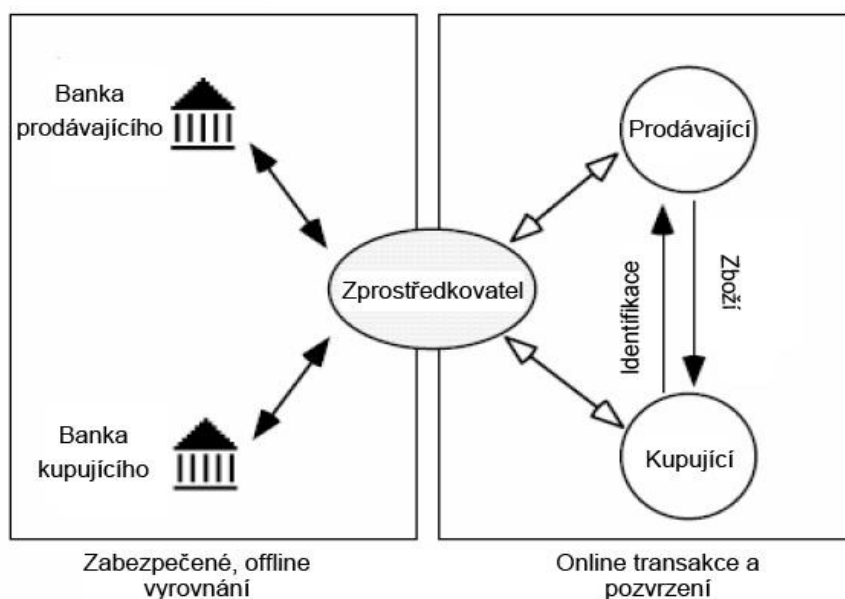 Banka
prodávajícího
Prodávající
Zprostředkovatel
Identifikace
Zboží
Banka
kupujícího
Kupující
Zabezpečené, offline
vyrovnání
Online transakce a
pozvrzení